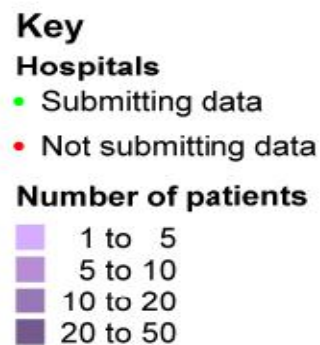 Key
Hospitals
Submitting data
Not submitting data
Number of patients
1 to 5
5 to 10
10 to 20
20 to 50